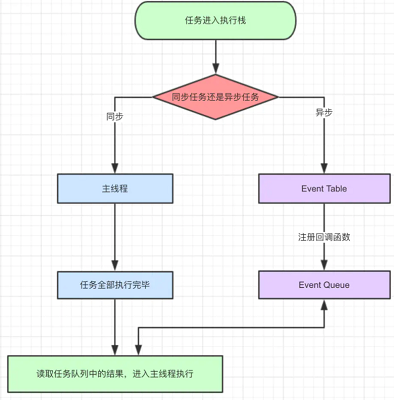 任务进入执行栈
同步任务还是异步任务
同步
异步
主线程
Event Table
注册回调函数
任务全部执行完毕
Event Queue
读取任务队列中的结果，进入主线程执行